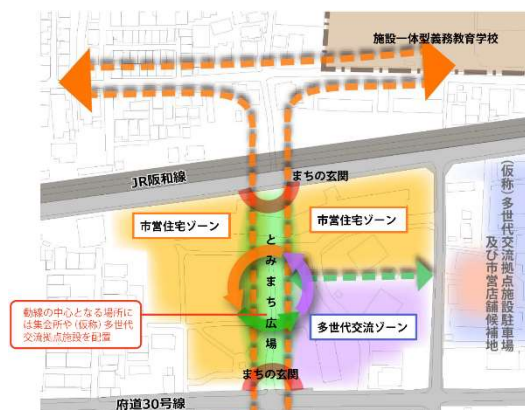 施設一体型義務教育学校
JR阪和線
まちの玄関
市営住宅ゾーン
市営住宅ゾーン
とみまち広場
動線の中心となる場所に
は集会所や(仮称)多世代
交流拠点施設を配置
多世代交流ゾーン
まちの玄関
府道30号線
(仮称)多世代交流拠点施設駐車場
及び市営店舗候補地